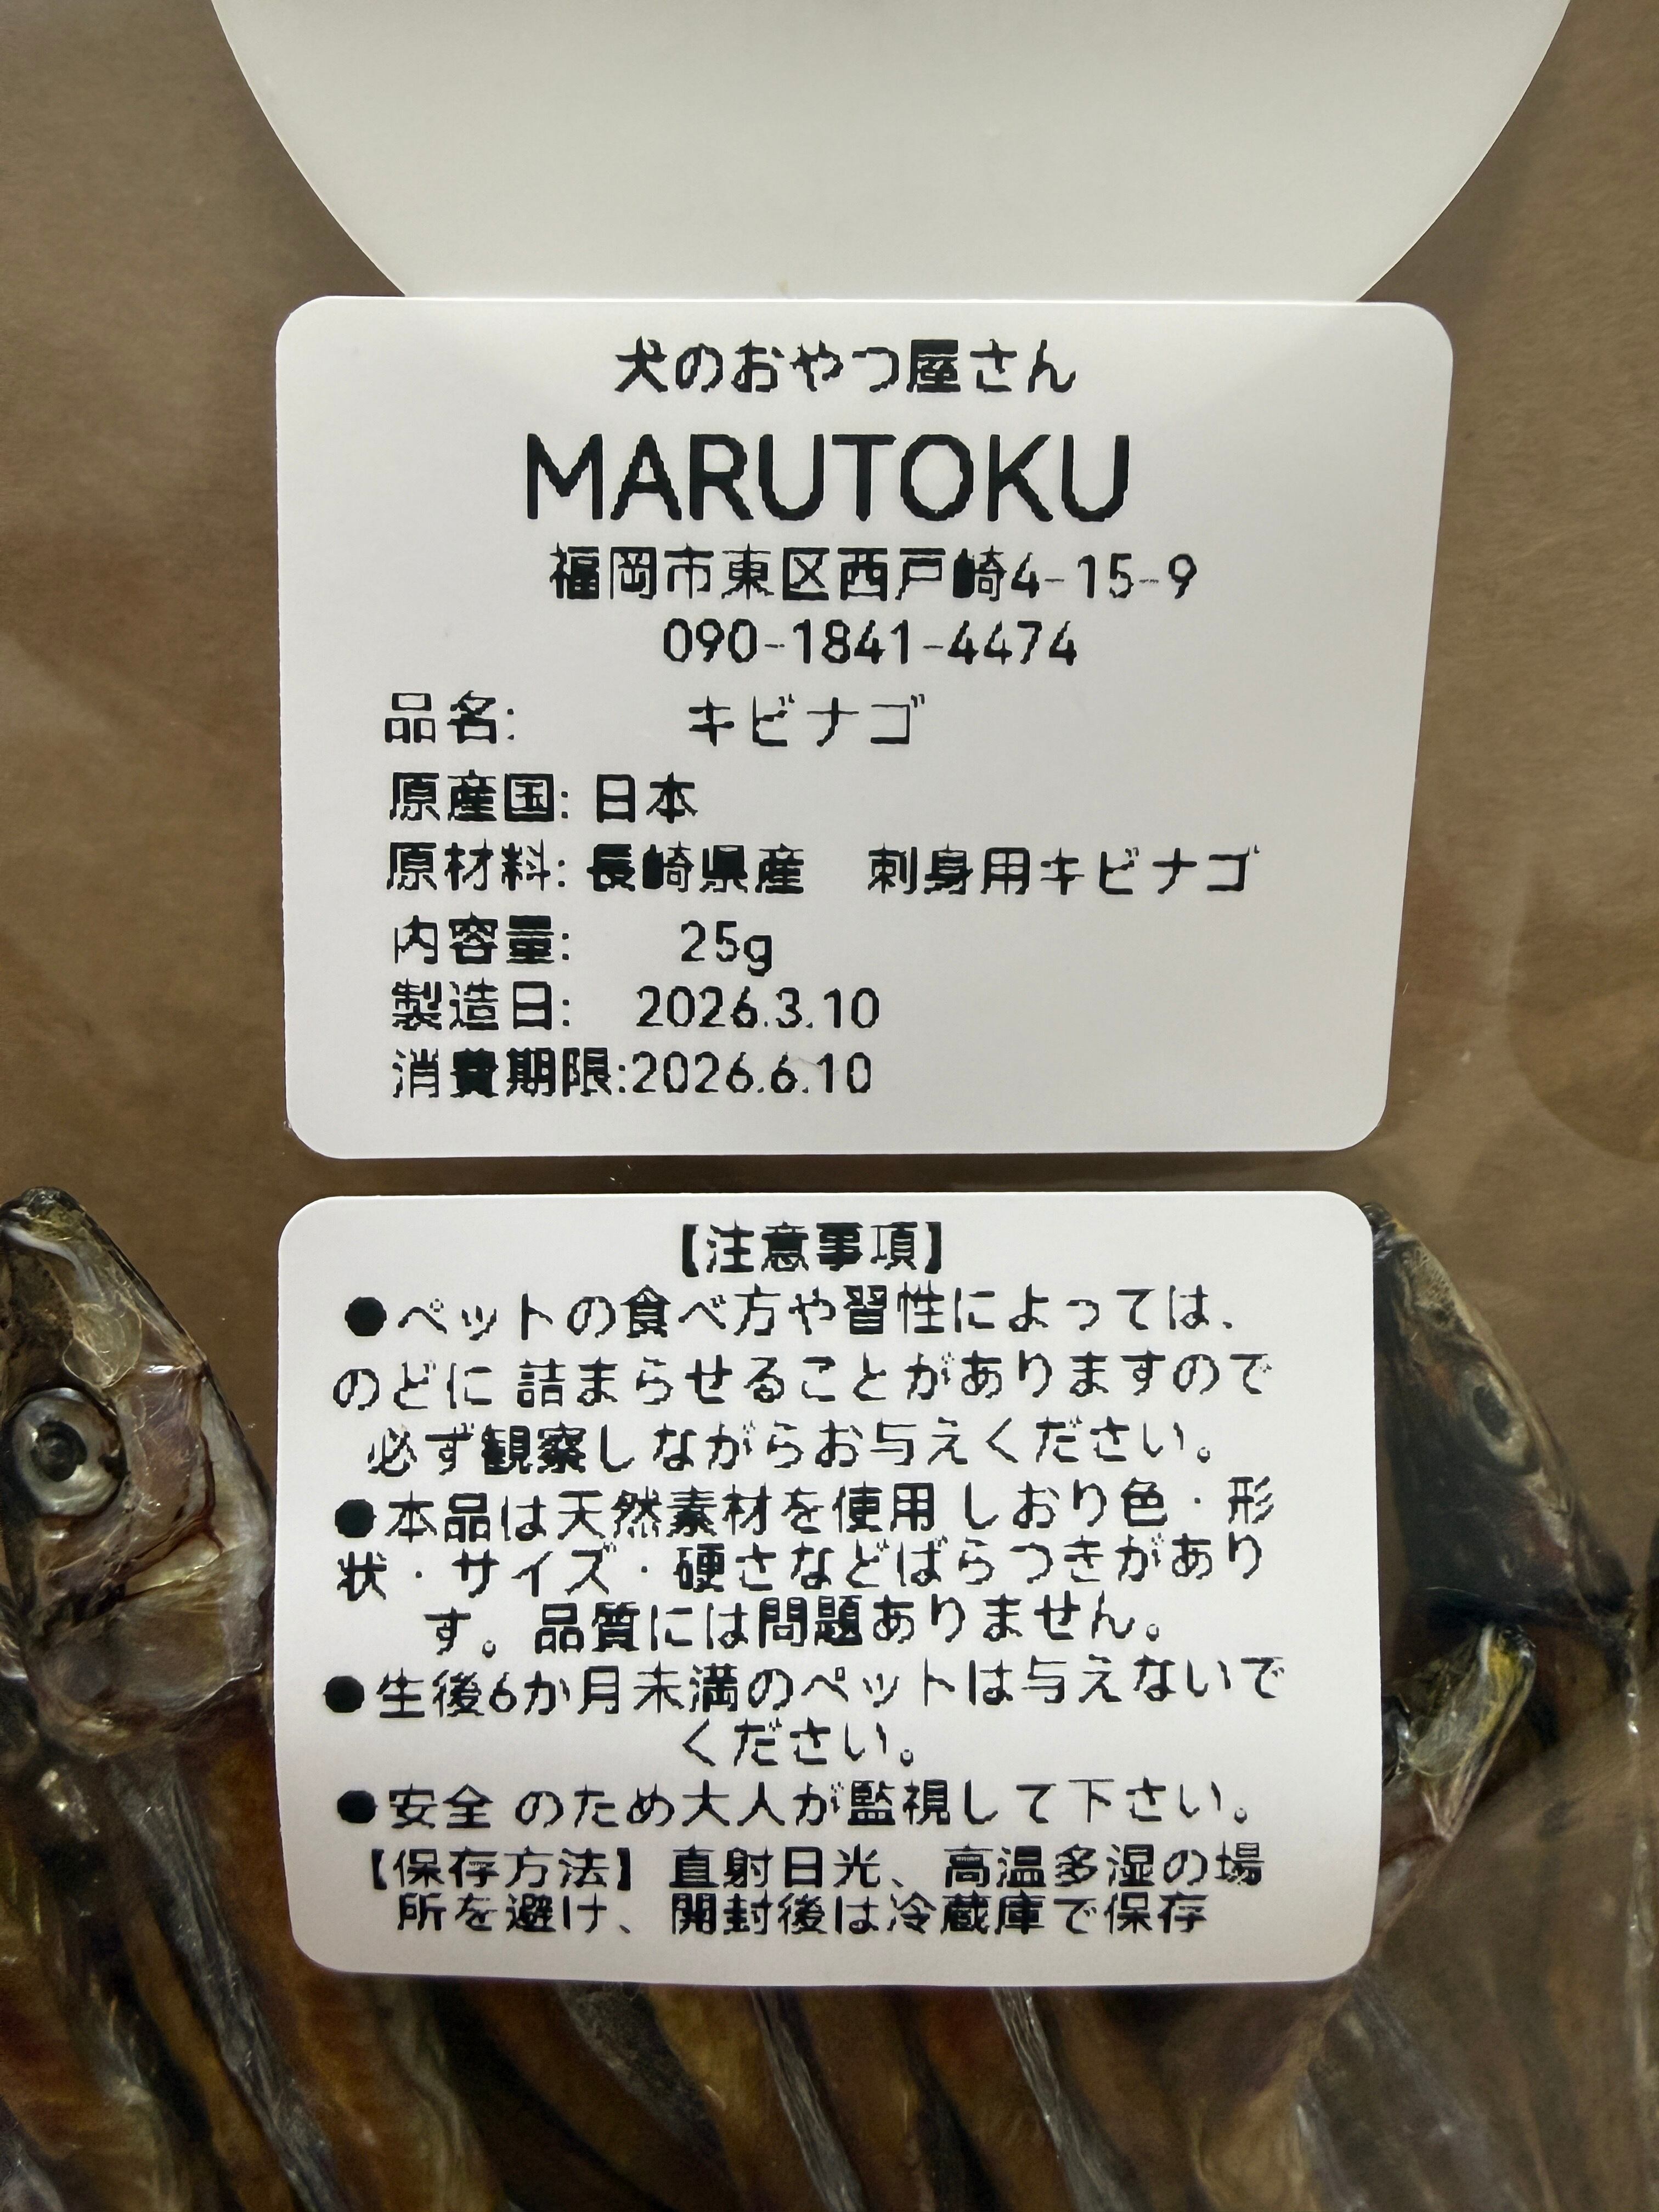 犬のおやつ屋さん
MARUTOKU
福岡市東区西戸崎4-15-9
090-1841-4474
品名: キビナゴ
原産国: 日本
原材料: 長崎県産　刺身用キビナゴ
内容量: 25g
製造日: 2026.3.10
消費期限:2026.6.10
【注意事項】
●ペットの食べ方や習性によっては、
のどに 詰まらせることがありますので
必ず観察しながらお与えください。
●本品は天然素材を使用 しおり色・形
状・サイズ・硬さなどばらつきがあり
す。品質には問題ありません。
●生後6か月未満のペットは与えないで
ください。
●安全 のため大人が監視して下さい。
【保存方法】直射日光、高温多湿の場
所を避け、開封後は冷蔵庫で保存